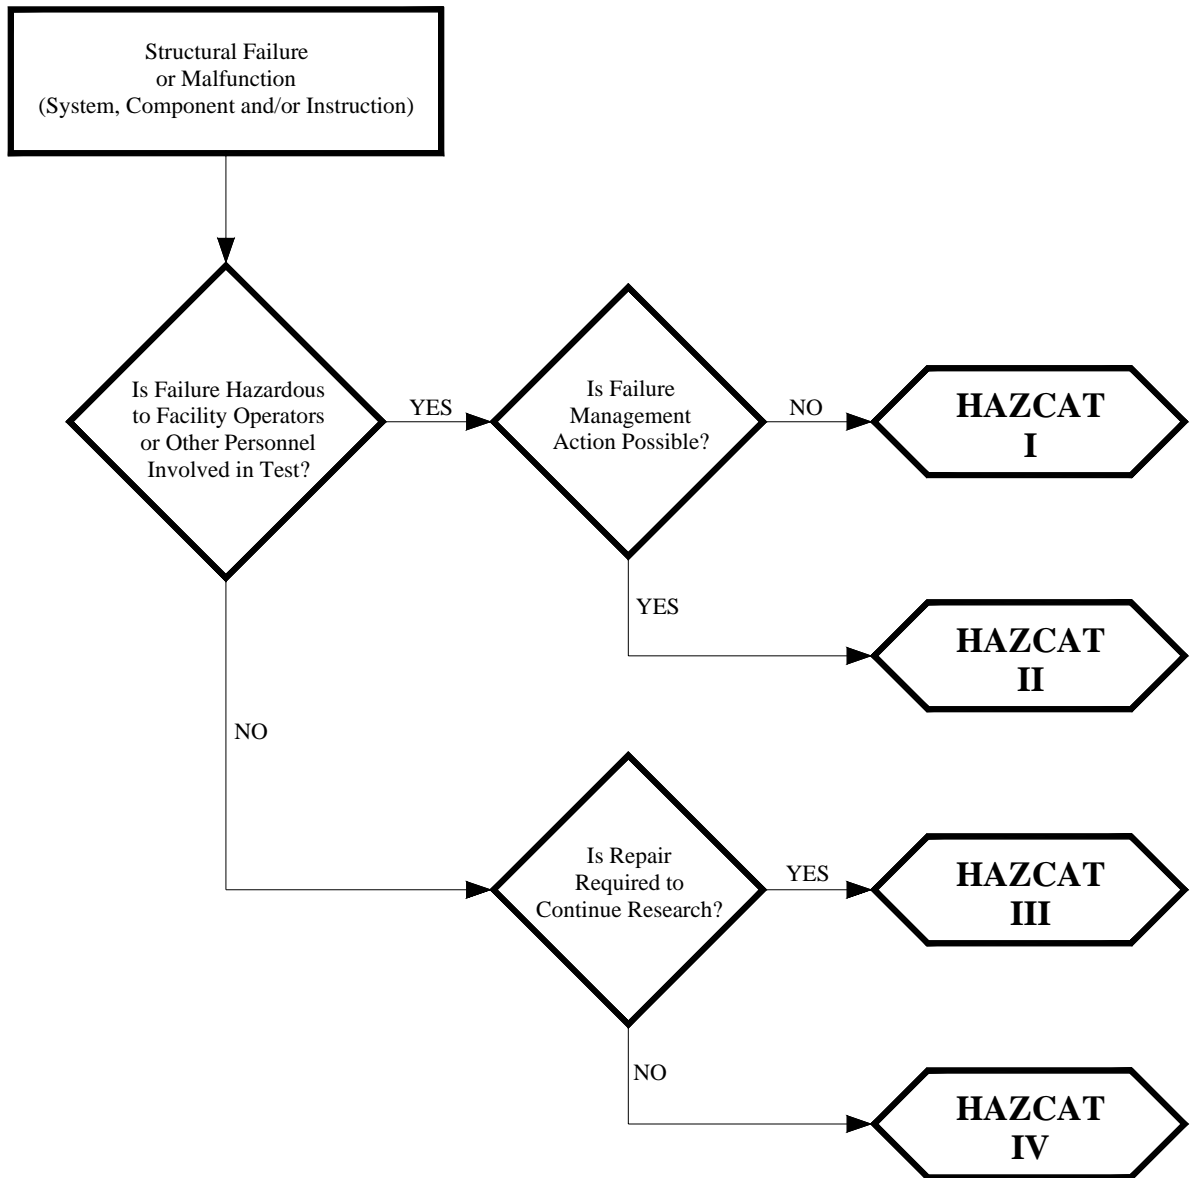 Structural Failure
or Malfunction
(System, Component and/or Instruction)
Is Failure Hazardous
to Facility Operators
or Other Personnel
Involved in Test?
YES
Is Failure
Management
Action Possible?
NO
HAZCAT
I
YES
HAZCAT
II
NO
Is Repair
Required to
Continue Research?
YES
HAZCAT
III
NO
HAZCAT
IV